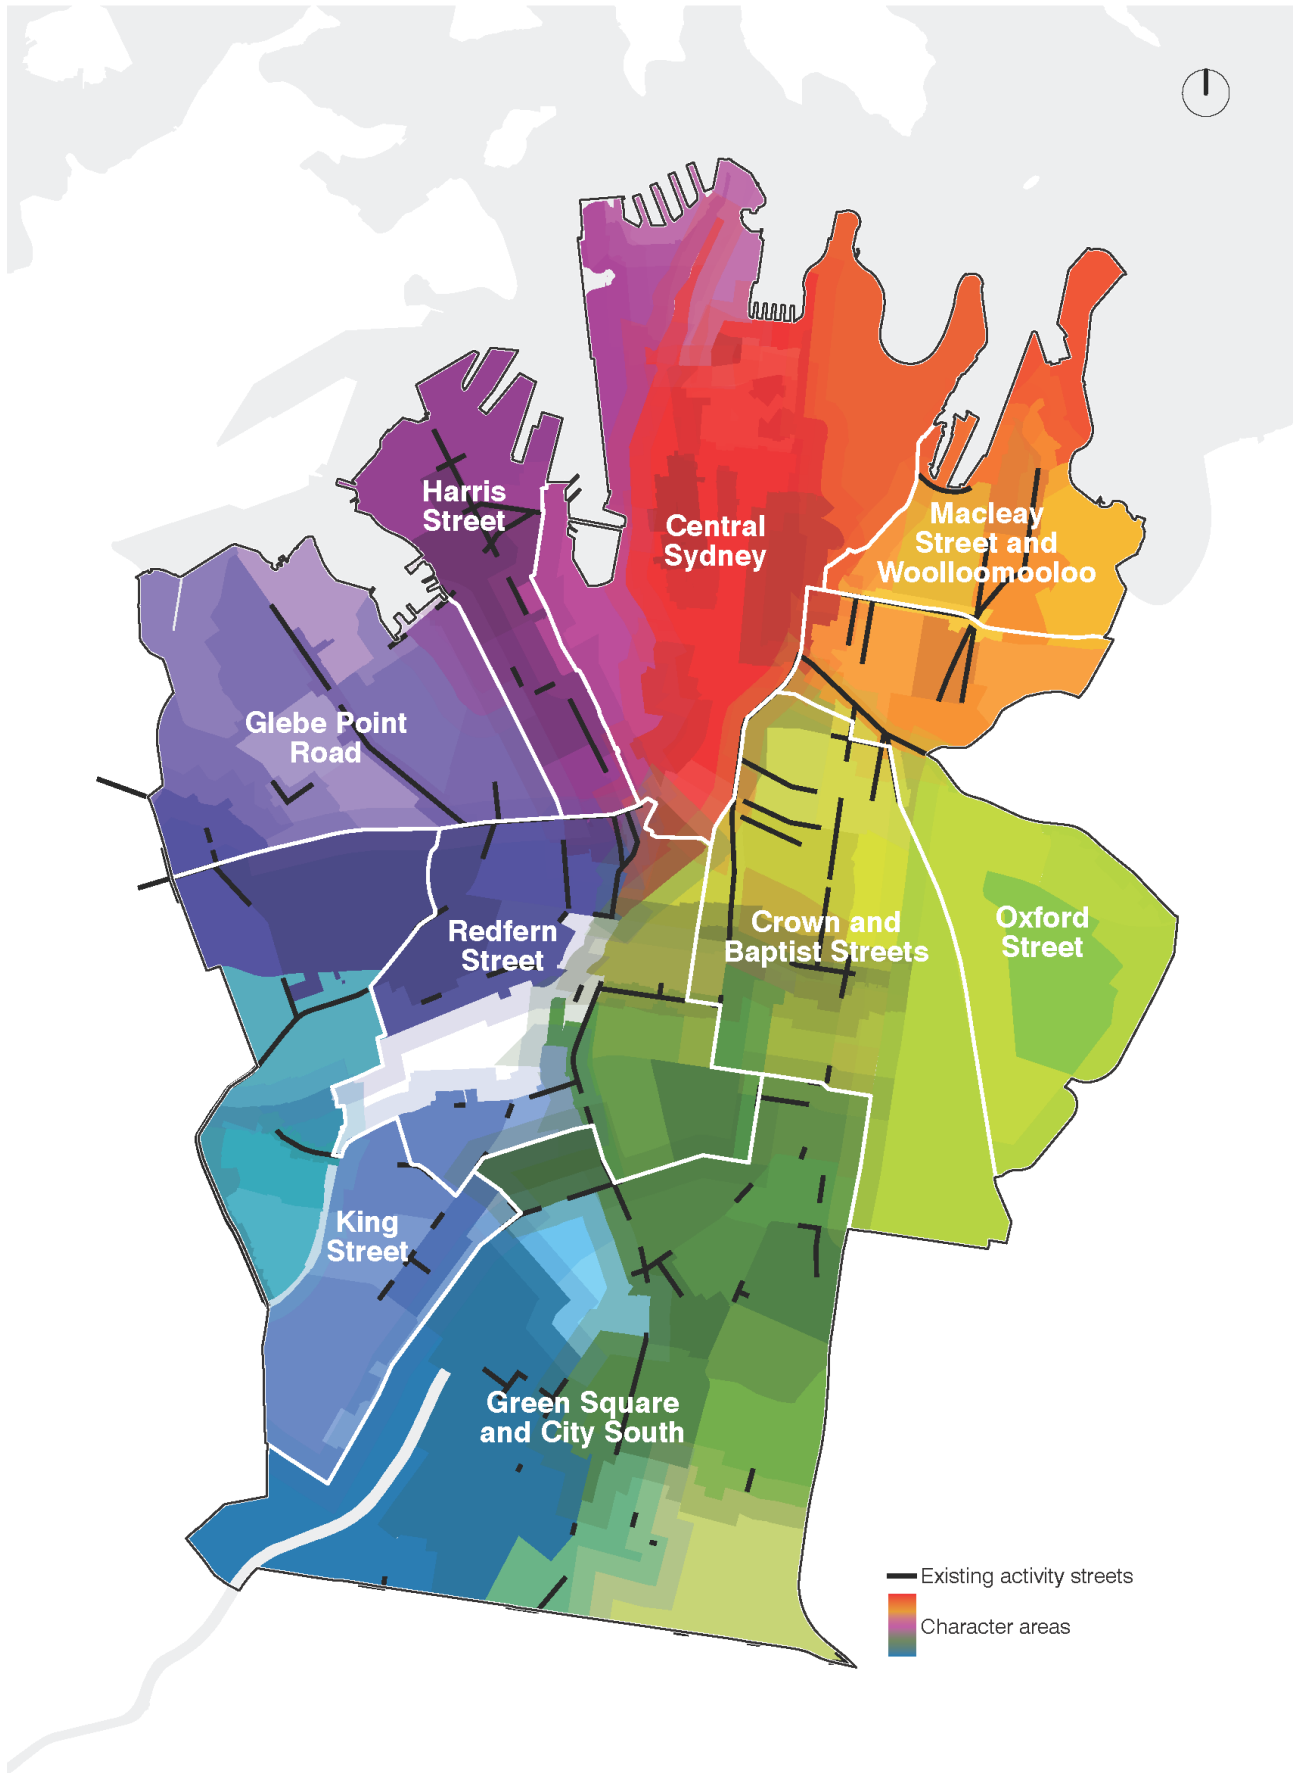 Harris
Street
Central
Sydney
Macleay
Street and
Woolloomooloo
Glebe Point
Road
Redfern
Street
Crown and
Baptist Streets
Oxford
Street
King
Street
Green Square
and City South
Existing activity streets
Character areas